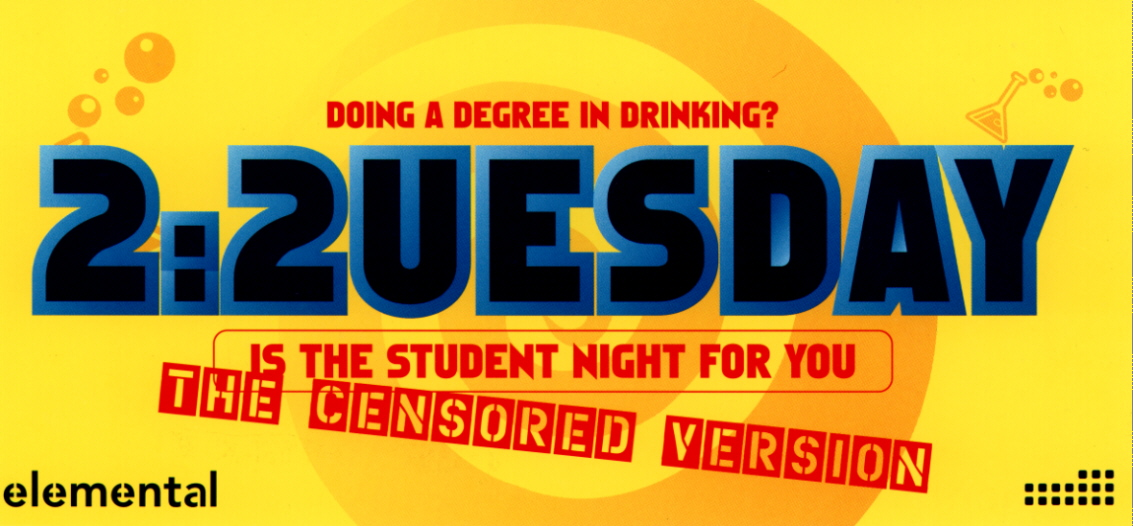 DOING A DEGREE IN DRINKING?
2:2UESDAY
IS THE STUDENT NIGHT FOR YOU
THE CENSORED VERSION
elemental